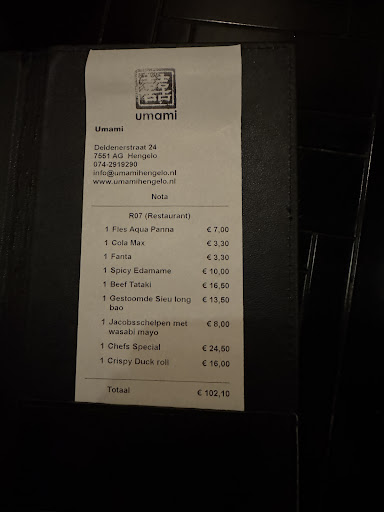 umami
Umami
Deldenerstraat 24
7551 AG Hengelo
074-2919290
info@umamihengelo.nl
www.umamihengelo.nl
Nota
R07 (Restaurant)
1 Fles Aqua Panna € 7,00
1 Cola Max € 3,30
1 Fanta € 3,30
1 Spicy Edamame € 10,00
1 Beef Tataki € 16,50
1 Gestoomde Sieu long € 13,50
bao
1 Jacobsschelpen met € 8,00
wasabi mayo
1 Chefs Special € 24,50
1 Crispy Duck roll € 16,00
Totaal € 102,10